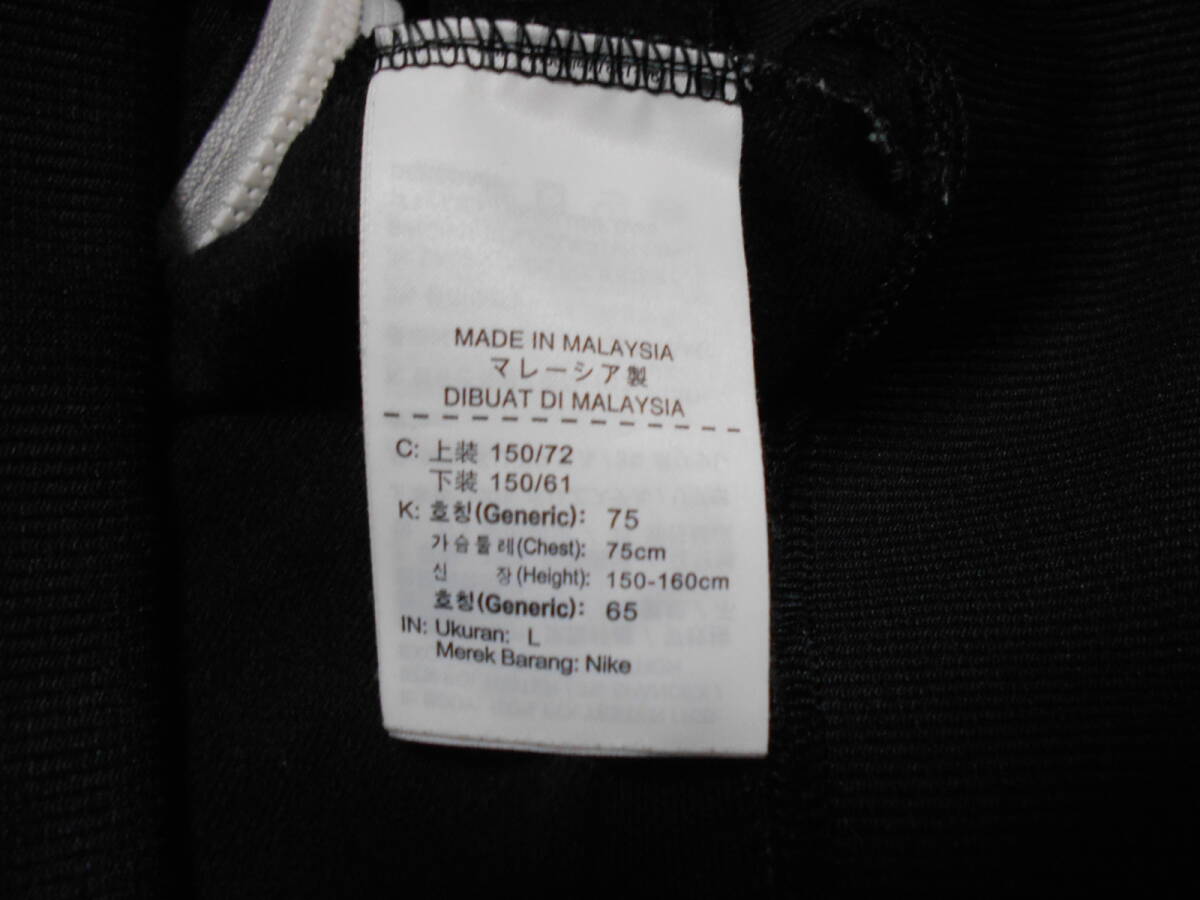 MADE IN MALAYSIA
マレーシア製
DIBUAT DI MALAYSIA
C: 上装 150/72
下装 150/61
K: 호칭(Generic): 75
가슴둘레(Chest): 75cm
신 장(Height): 150-160cm
호칭(Generic): 65
IN: Ukuran: L
Merek Barang: Nike